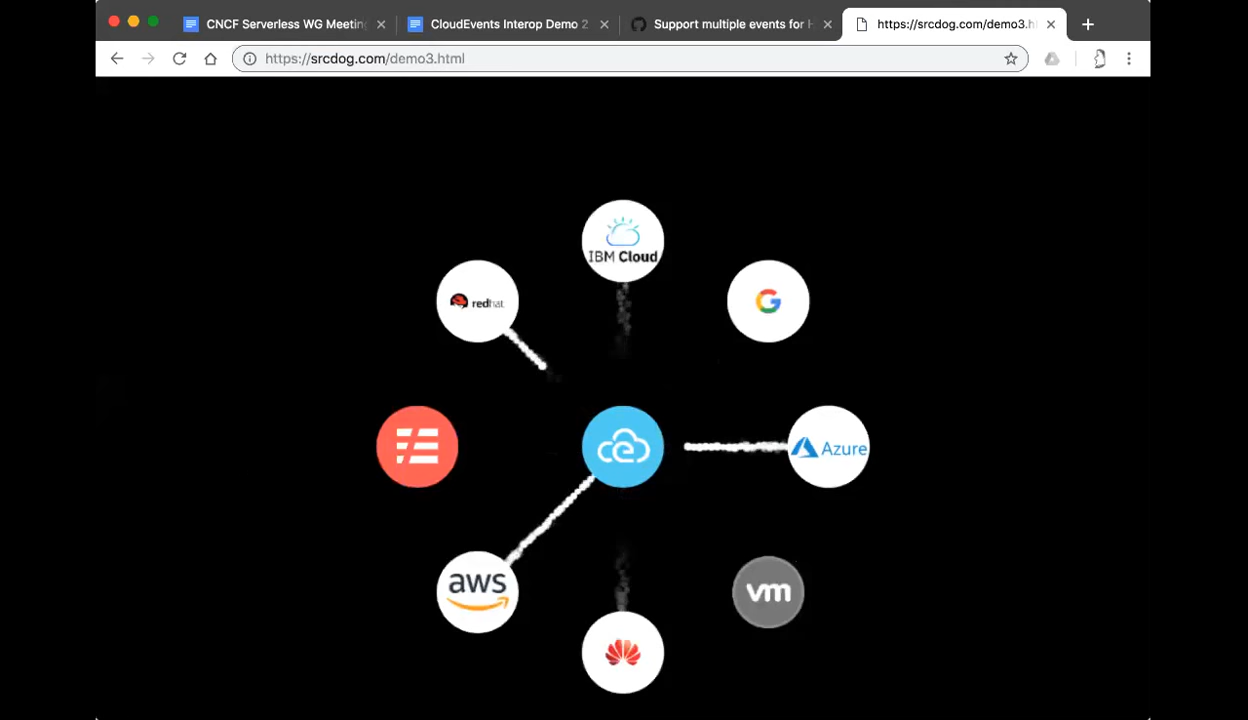 CNCF Serverless WG Meeting
CloudEvents Interop Demo 2
Support multiple events for H
https://srcdog.com/demo3.h
https://srcdog.com/demo3.html
IBM Cloud
redhat
G
Azure
aws
vm